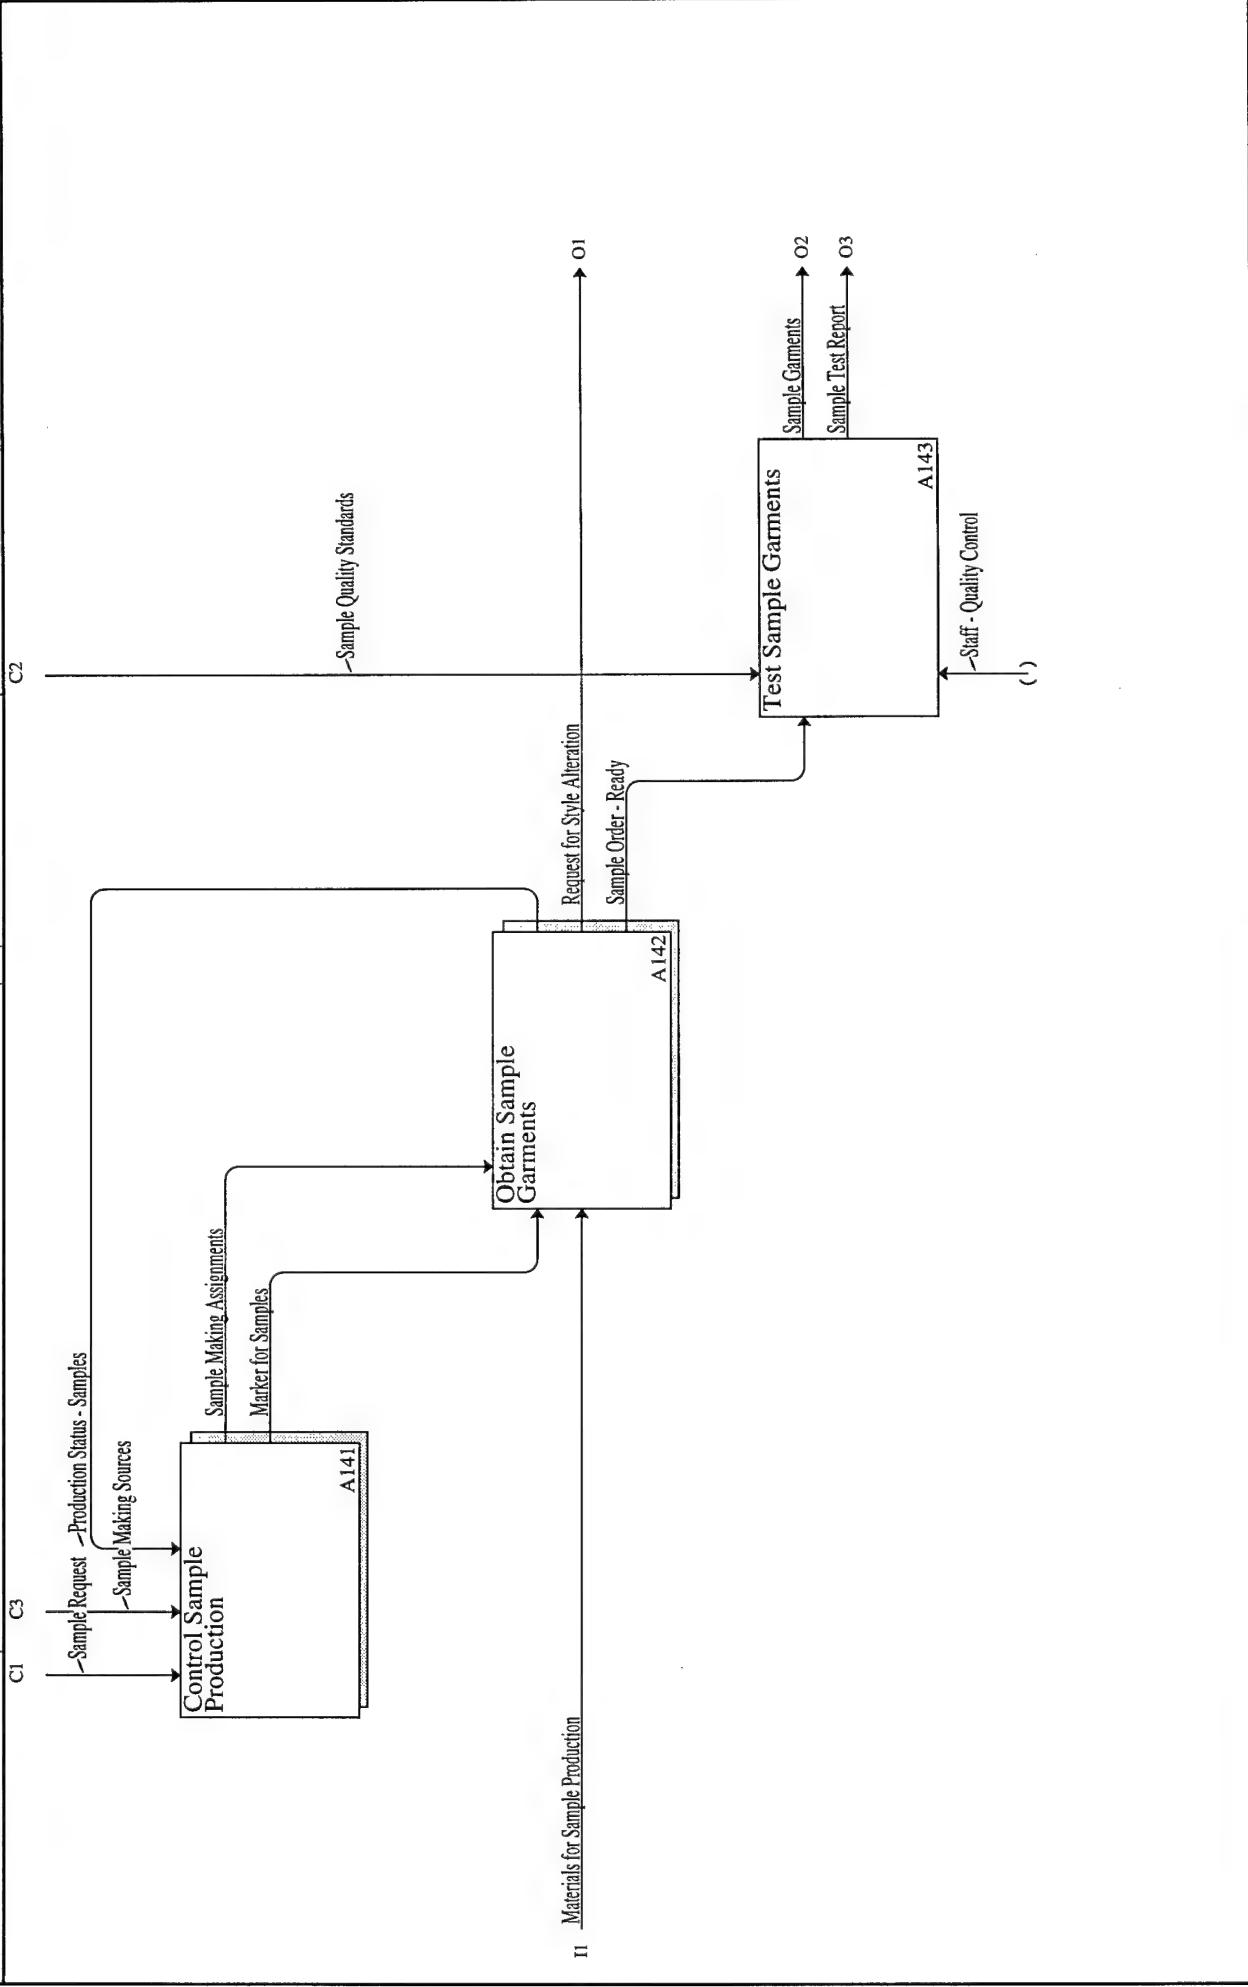 C1
C3
C2
Sample Request
Production Status - Samples
Sample Making Sources
Control Sample
Production
A141
Sample Making Assignments
Marker for Samples
Sample Quality Standards
Obtain Sample
Garments
A142
I1
Materials for Sample Production
Request for Style Alteration
O1
Sample Order - Ready
Test Sample Garments
A143
Sample Garments
O2
Sample Test Report
O3
Staff - Quality Control
( )